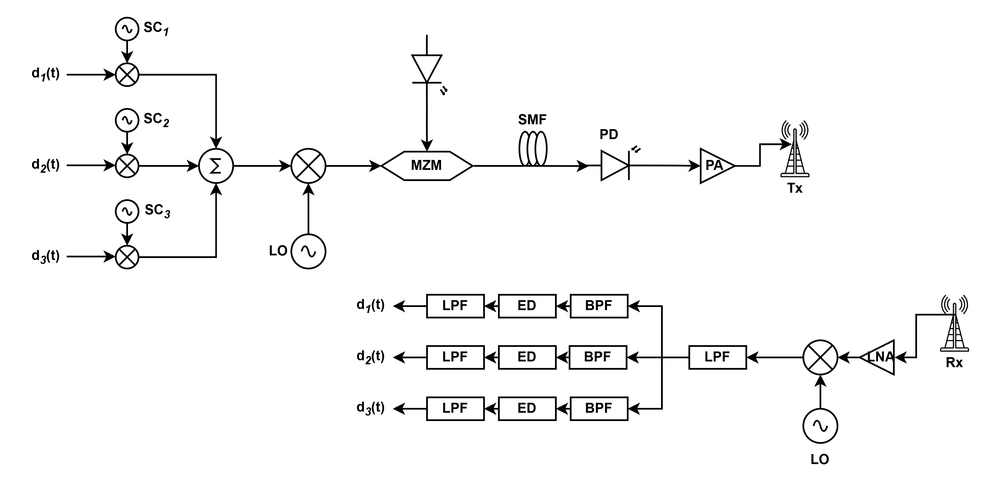 SC1
d1(t)
SC2
d2(t)
Σ
SC3
d3(t)
LO
MZM
SMF
PD
PA
Tx
d1(t) LPF ED BPF
d2(t) LPF ED BPF LPF LNA Rx
d3(t) LPF ED BPF
LO